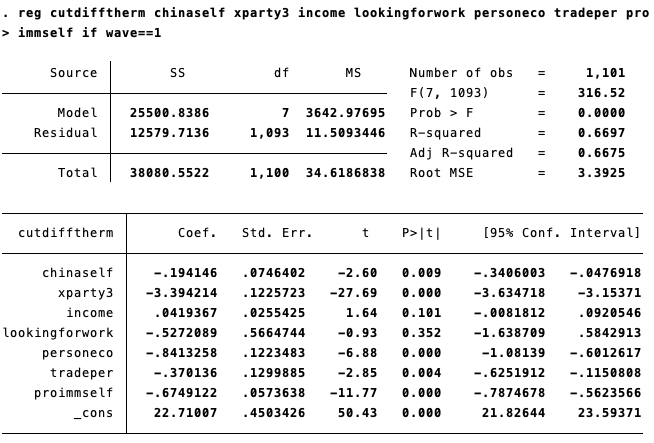 . reg cutdifftherm chinaself xparty3 income lookingforwork personeco tradeper pro
> immself if wave==1
Source SS df MS Number of obs = 1,101
F(7, 1093) = 316.52
Model 25500.8386 7 3642.97695 Prob > F = 0.0000
Residual 12579.7136 1,093 11.5093446 R-squared = 0.6697
Adj R-squared = 0.6675
Total 38080.5522 1,100 34.6186838 Root MSE = 3.3925
cutdifftherm Coef. Std. Err. t P>|t| [95% Conf. Interval]
chinaself -.194146 .0746402 -2.60 0.009 -.3406003 -.0476918
xparty3 -3.394214 .1225723 -27.69 0.000 -3.634718 -3.15371
income .0419367 .0255425 1.64 0.101 -.0081812 .0920546
lookingforwork -.5272089 .5664744 -0.93 0.352 -1.638709 .5842913
personeco -.8413258 .1223483 -6.88 0.000 -1.08139 -.6012617
tradeper -.370136 .1299885 -2.85 0.004 -.6251912 -.1150808
proimmself -.6749122 .0573638 -11.77 0.000 -.7874678 -.5623566
_cons 22.71007 .4503426 50.43 0.000 21.82644 23.59371